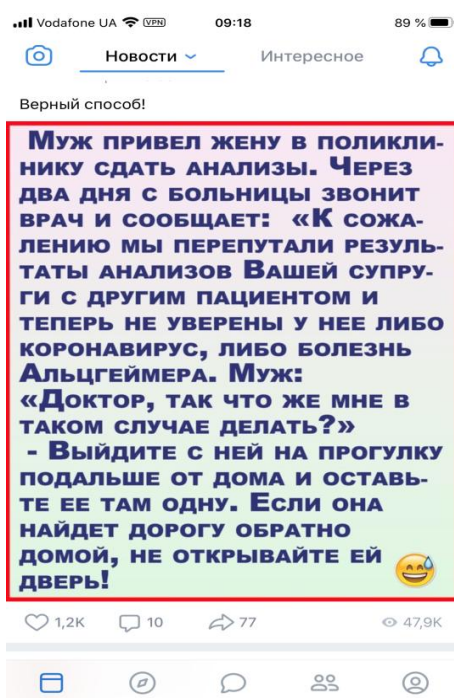 Vodafone UA VPN 09:18 89 %
Новости Интересное
Верный способ!
Муж привел жену в поликли-
нику сдать анализы. Через
два дня с больницы звонит
врач и сообщает: «К сожа-
лению мы перепутали резуль-
таты анализов Вашей супру-
ги с другим пациентом и
теперь не уверены у нее либо
коронавирус, либо болезнь
Альцгеймера. Муж:
«Доктор, так что же мне в
таком случае делать?»
- Выйдите с ней на прогулку
подальше от дома и оставь-
те ее там одну. Если она
найдет дорогу обратно
домой, не открывайте ей
дверь!
1,2K 10 77 47,9K